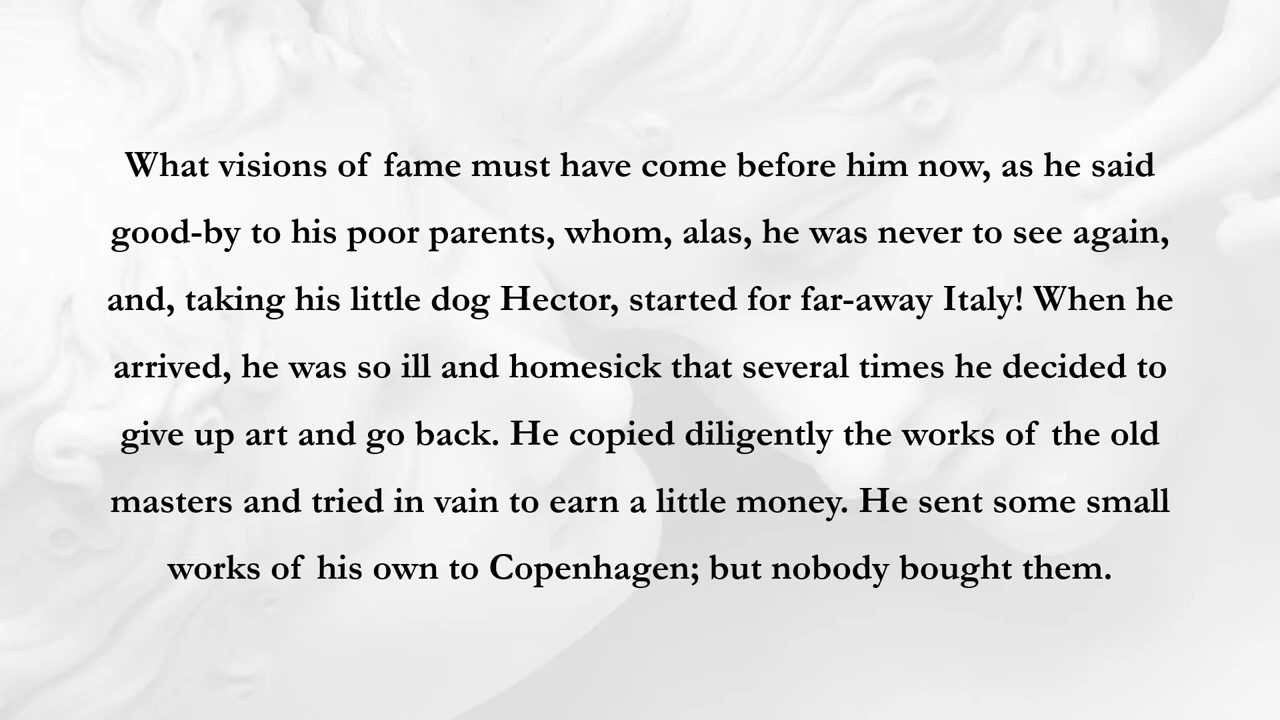 What visions of fame must have come before him now, as he said
good-by to his poor parents, whom, alas, he was never to see again,
and, taking his little dog Hector, started for far-away Italy! When he
arrived, he was so ill and homesick that several times he decided to
give up art and go back. He copied diligently the works of the old
masters and tried in vain to earn a little money. He sent some small
works of his own to Copenhagen; but nobody bought them.